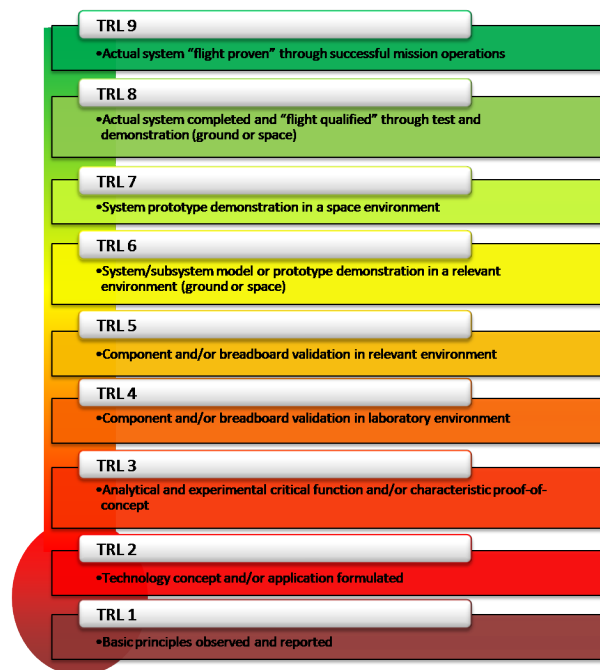 TRL 9
•Actual system “flight proven” through successful mission operations
TRL 8
•Actual system completed and “flight qualified” through test and
demonstration (ground or space)
TRL 7
•System prototype demonstration in a space environment
TRL 6
•System/subsystem model or prototype demonstration in a relevant
environment (ground or space)
TRL 5
•Component and/or breadboard validation in relevant environment
TRL 4
•Component and/or breadboard validation in laboratory environment
TRL 3
•Analytical and experimental critical function and/or characteristic proof-of-
concept
TRL 2
•Technology concept and/or application formulated
TRL 1
•Basic principles observed and reported